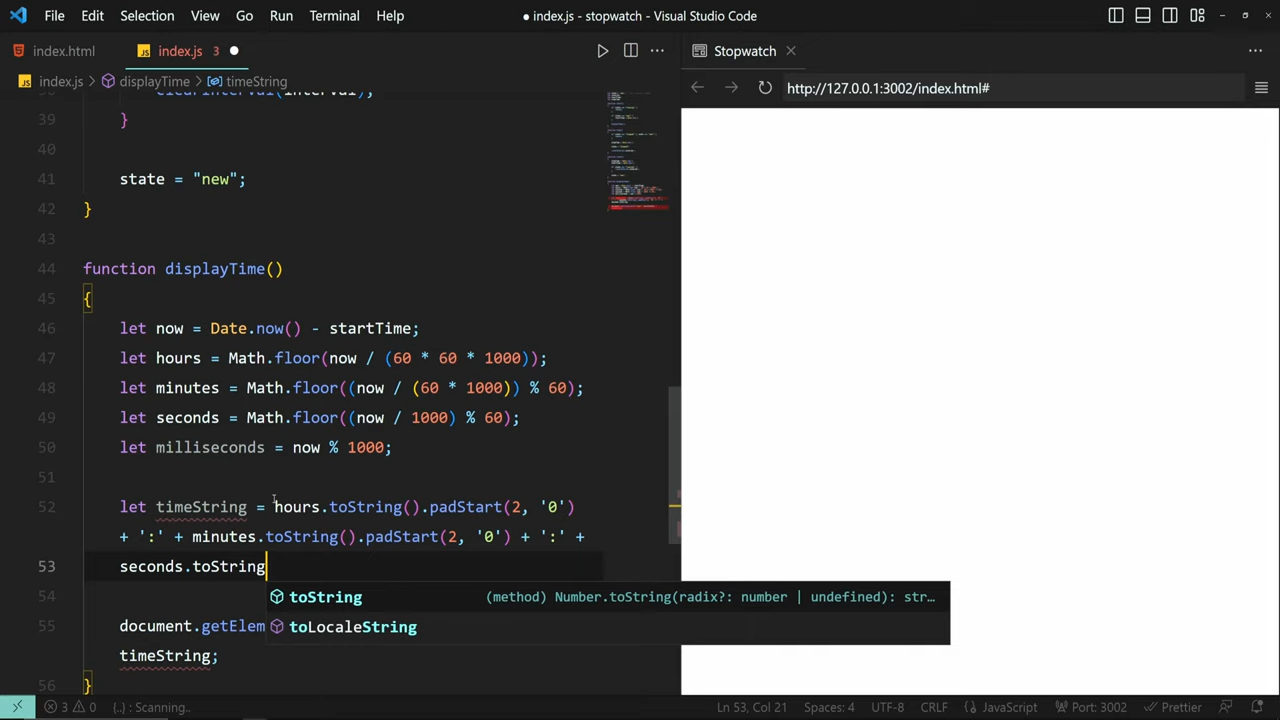 File Edit Selection View Go Run Terminal Help
● index.js - stopwatch - Visual Studio Code
index.html
JS index.js 3 ●
Stopwatch
JS index.js > displayTime > timeString
http://127.0.0.1:3002/index.html#
clearInterval(interval);
39 }
40
41 state = "new";
42 }
43
44 function displayTime()
45 {
46 let now = Date.now() - startTime;
47 let hours = Math.floor(now / (60 * 60 * 1000));
48 let minutes = Math.floor((now / (60 * 1000)) % 60);
49 let seconds = Math.floor((now / 1000) % 60);
50 let milliseconds = now % 1000;
51
52 let timeString = hours.toString().padStart(2, '0')
+ ':' + minutes.toString().padStart(2, '0') + ':' +
53 seconds.toString
toString (method) Number.toString(radix?: number | undefined): str…
54
toLocaleString
55 document.getElem
timeString;
56 }
3 0 {..} : Scanning.. Ln 53, Col 21 Spaces: 4 UTF-8 CRLF {} JavaScript Port: 3002 Prettier